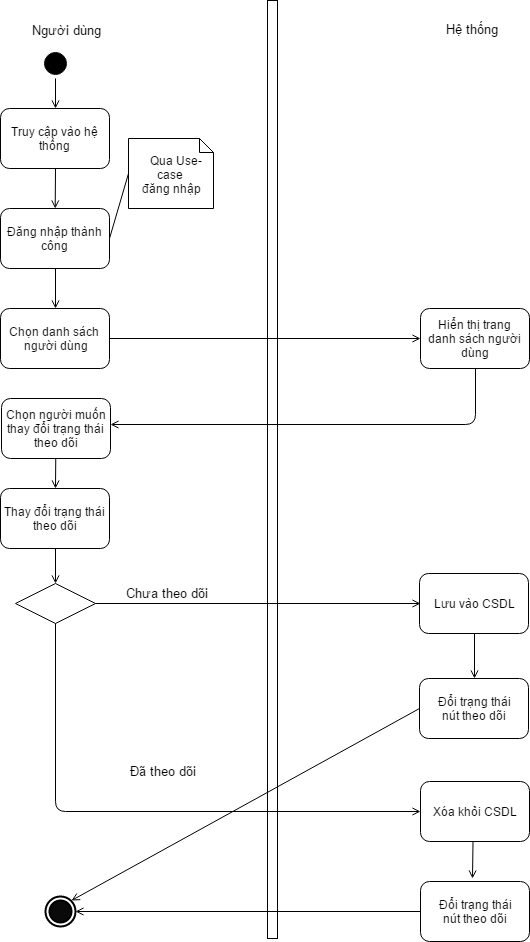 Người dùng
Hệ thống
Truy cập vào hệ
thống
Qua Use-
case
đăng nhập
Đăng nhập thành
công
Chọn danh sách
người dùng
Hiển thị trang
danh sách người
dùng
Chọn người muốn
thay đổi trạng thái
theo dõi
Thay đổi trạng thái
theo dõi
Chưa theo dõi
Lưu vào CSDL
Đổi trạng thái
nút theo dõi
Đã theo dõi
Xóa khỏi CSDL
Đổi trạng thái
nút theo dõi